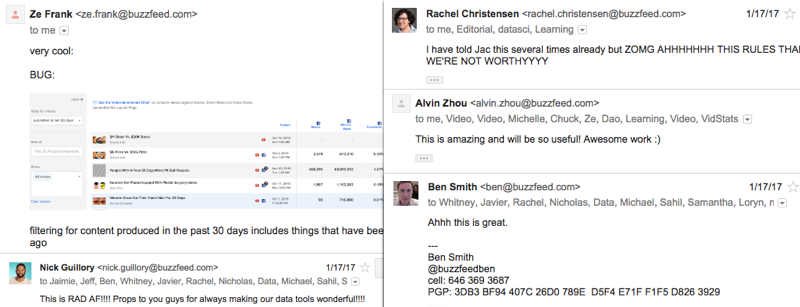 Ze Frank <ze.frank@buzzfeed.com>
to me
very cool:
BUG:
filtering for content produced in the past 30 days includes things that have bee
ago
Nick Guillory <nick.guillory@buzzfeed.com> 1/17/17
to Jaimie, Jeff, Ben, Whitney, Javier, Rachel, Nicholas, Data, Michael, Sahil, S
This is RAD AF!!!! Props to you guys for always making our data tools wonderful!!!!
Rachel Christensen <rachel.christensen@buzzfeed.com> 1/17/17
to me, Editorial, datasci, Learning
I have told Jac this several times already but ZOMG AHHHHHHH THIS RULES THA
WE'RE NOT WORTHYYYY
Alvin Zhou <alvin.zhou@buzzfeed.com>
to me, Video, Video, Michelle, Chuck, Ze, Dao, Learning, Video, VidStats
This is amazing and will be so useful! Awesome work :)
Ben Smith <ben@buzzfeed.com> 1/17/17
to Whitney, Javier, Rachel, Nicholas, Data, Michael, Sahil, Samantha, Loryn, n
Ahhh this is great.
---
Ben Smith
@buzzfeedben
cell: 646 369 3687
PGP: 3DB3 BF94 407C 26D0 789E D5F4 E71F F1F5 D826 3929